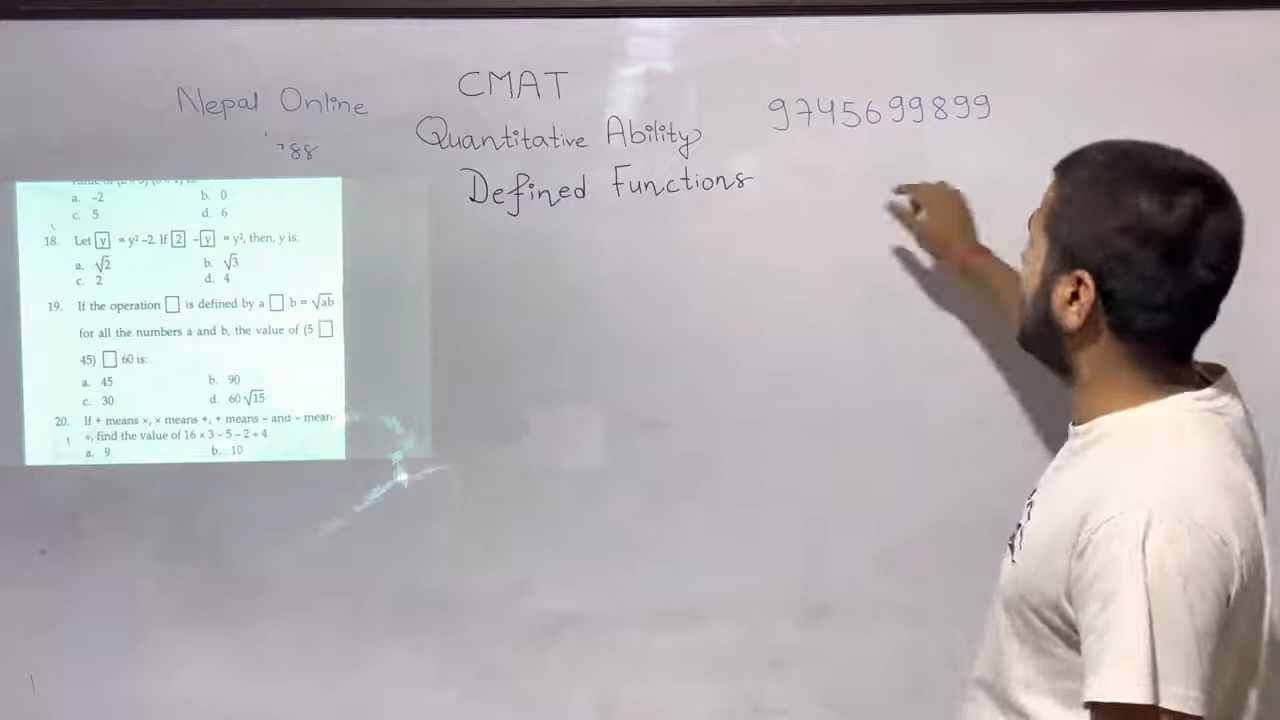 CMAT
Nepal Online
9745699899
Quantitative Ability
'88
Defined Functions
a. -2 b. 0
c. 5 d. 6
18. Let [y] = y² -2. If [2] - [y] = y², then, y is:
a. √2 b. √3
c. 2 d. 4
19. If the operation □ is defined by a □ b = √ab
for all the numbers a and b, the value of (5 □
45) □ 60 is:
a. 45 b. 90
c. 30 d. 60√15
20. If + means ×, × means +, + means - and - mean
÷, find the value of 16 × 3 - 5 - 2 + 4
a. 9 b. 10